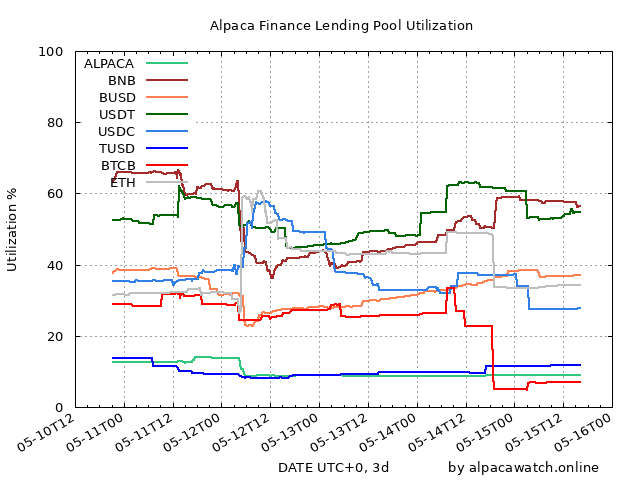 Alpaca Finance Lending Pool Utilization
100
80
60
40
20
0
Utilization %
ALPACA
BNB
BUSD
USDT
USDC
TUSD
BTCB
ETH
05-10T12
05-11T00
05-11T12
05-12T00
05-12T12
05-13T00
05-13T12
05-14T00
05-14T12
05-15T00
05-15T12
05-16T00
DATE UTC+0, 3d
by alpacawatch.online